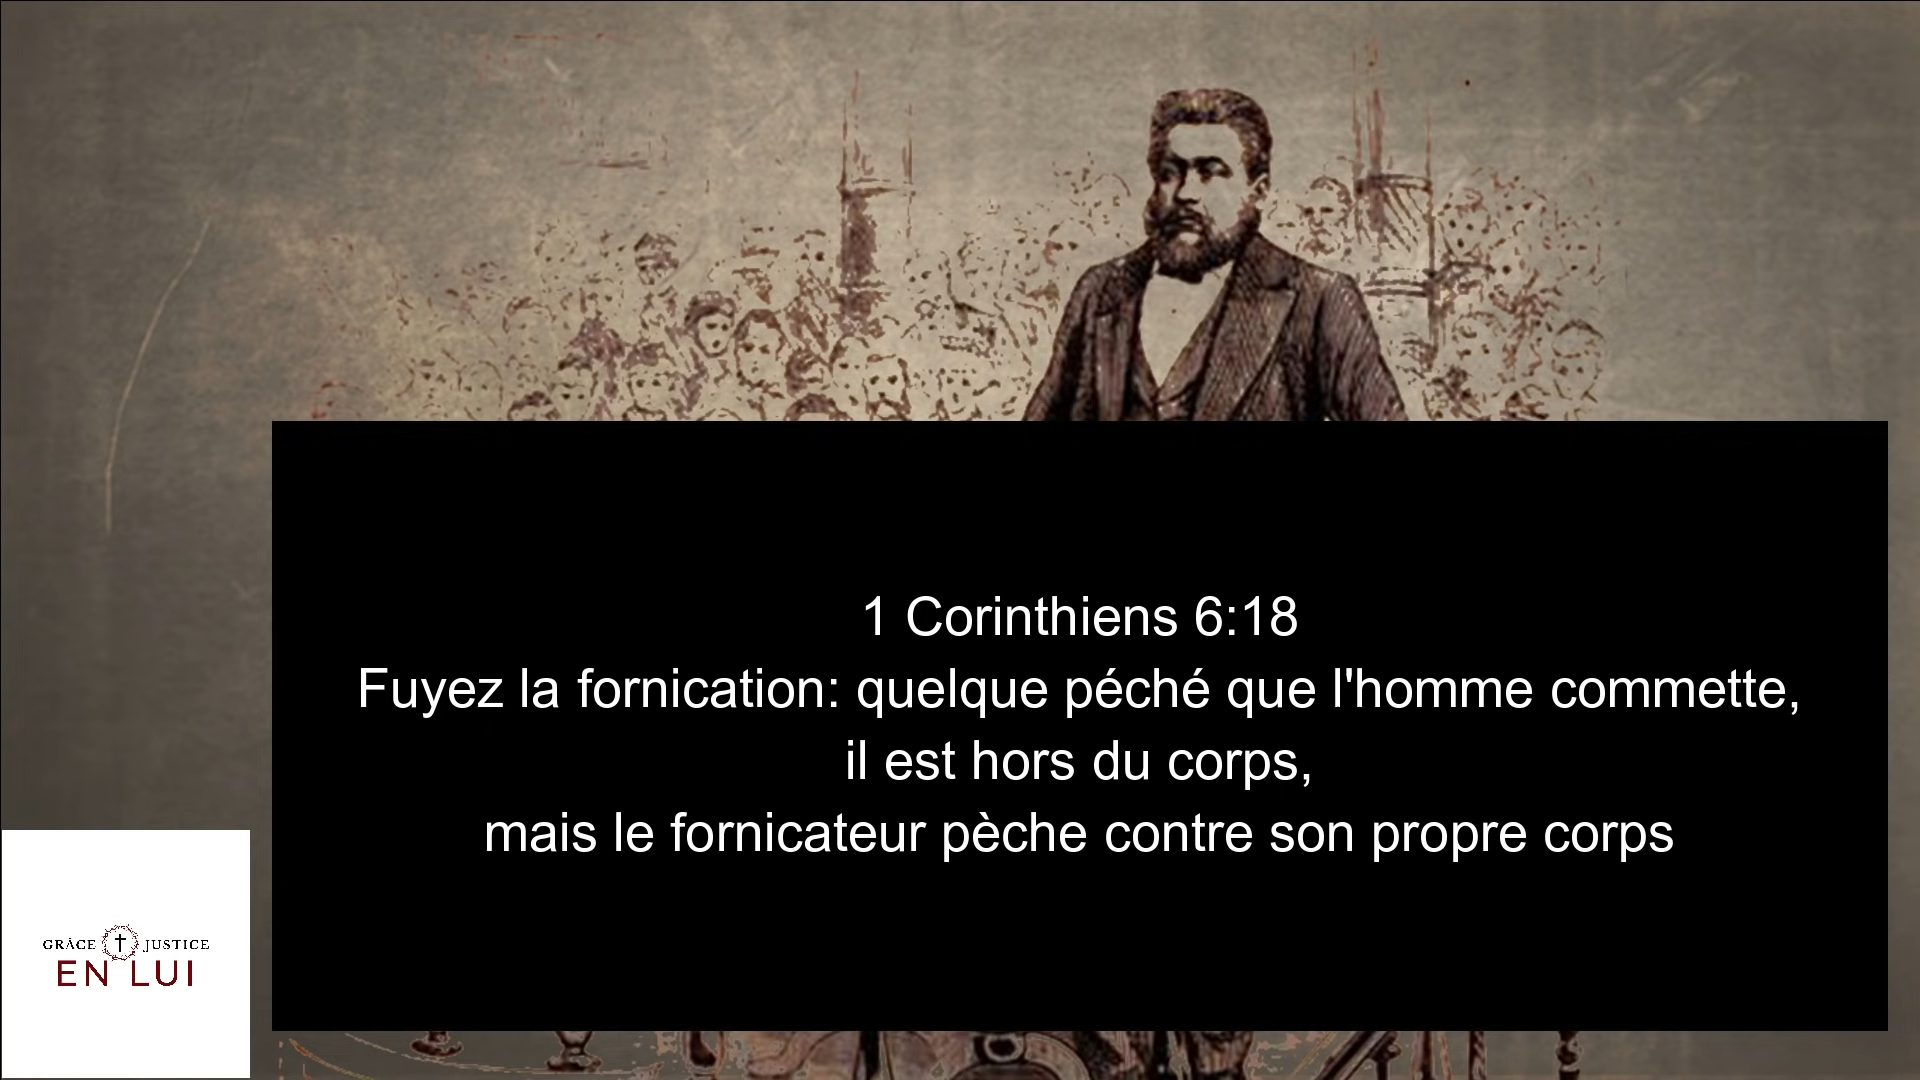 1 Corinthiens 6:18
Fuyez la fornication: quelque péché que l'homme commette,
il est hors du corps,
mais le fornicateur pèche contre son propre corps
GRÂCE JUSTICE
EN LUI